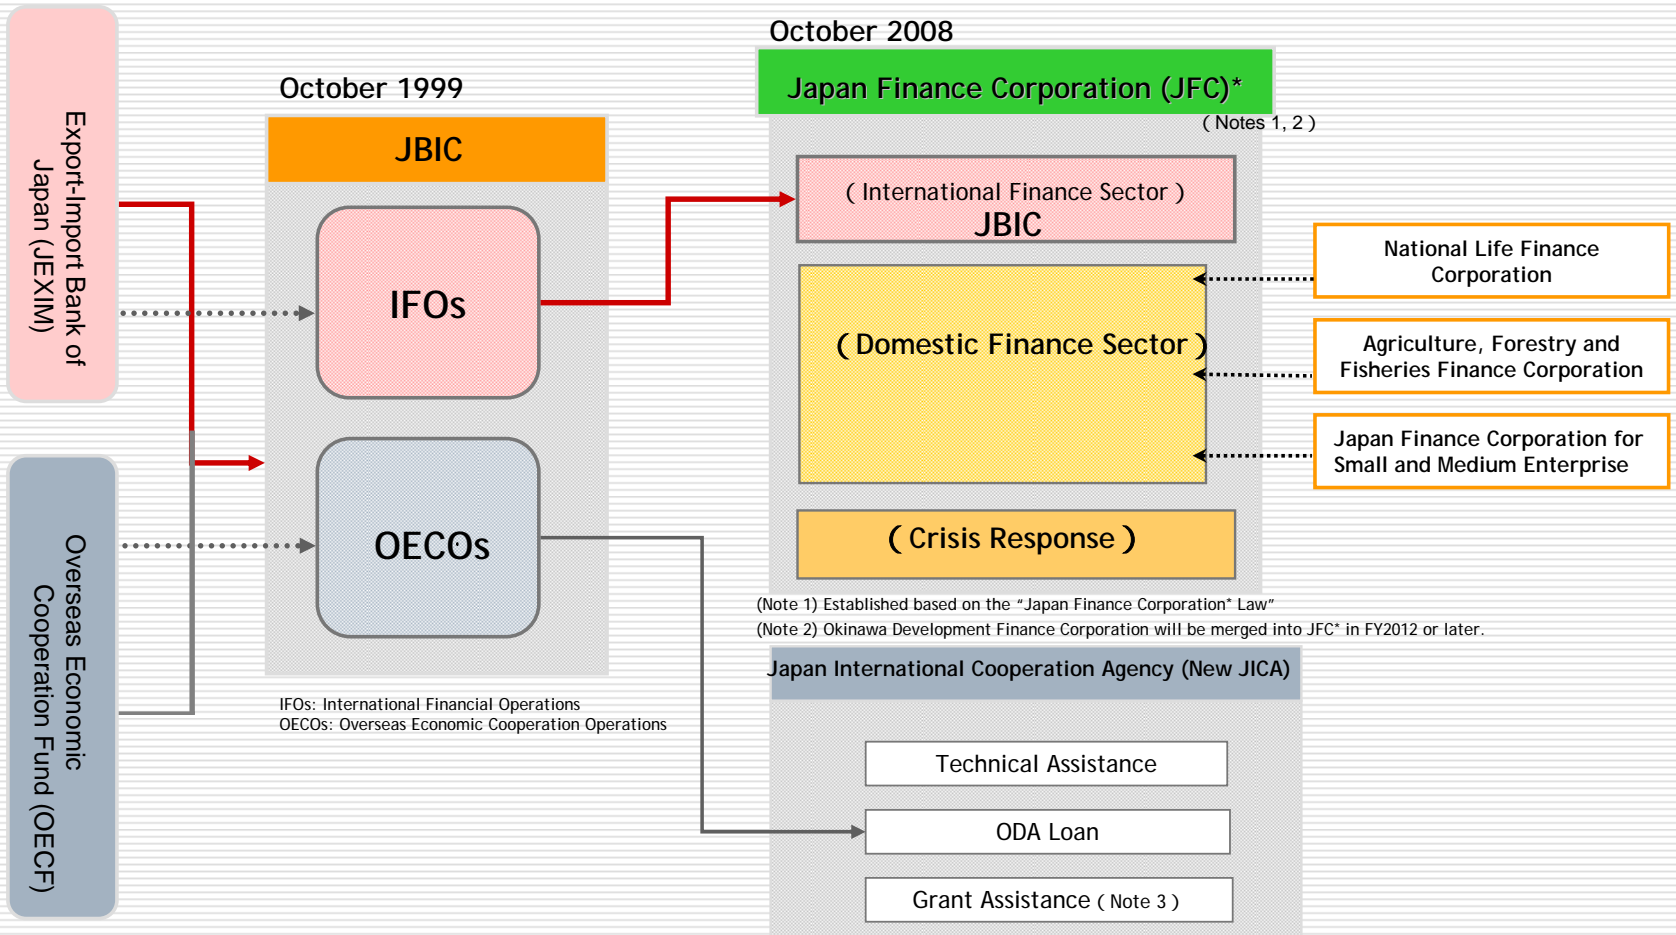 Export-Import Bank of
Japan (JEXIM)
Overseas Economic
Cooperation Fund (OECF)
October 1999
JBIC
IFOs
OECOs
IFOs: International Financial Operations
OECOs: Overseas Economic Cooperation Operations
October 2008
Japan Finance Corporation (JFC)*
( Notes 1, 2 )
( International Finance Sector )
JBIC
( Domestic Finance Sector )
( Crisis Response )
National Life Finance
Corporation
Agriculture, Forestry and
Fisheries Finance Corporation
Japan Finance Corporation for
Small and Medium Enterprise
(Note 1) Established based on the “Japan Finance Corporation* Law”
(Note 2) Okinawa Development Finance Corporation will be merged into JFC* in FY2012 or later.
Japan International Cooperation Agency (New JICA)
Technical Assistance
ODA Loan
Grant Assistance ( Note 3 )